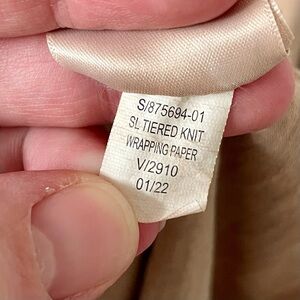 S/875694-01
SL TIERED KNIT
WRAPPING PAPER
V/2910
01/22